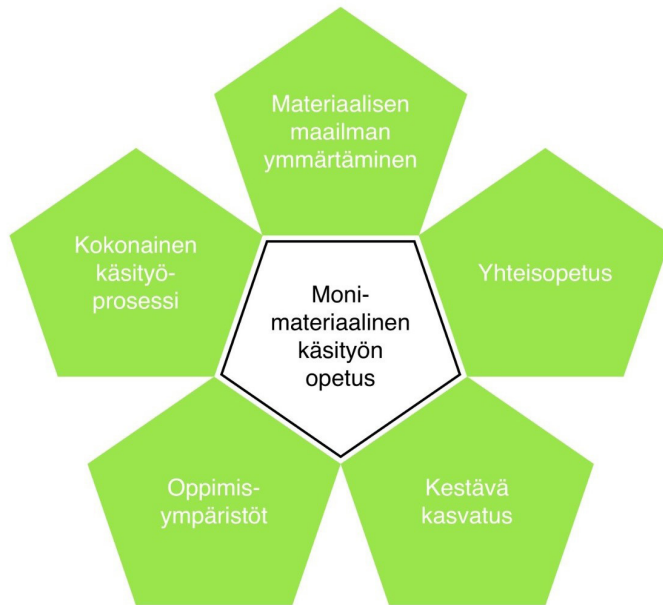 Materiaalisen
maailman
ymmärtäminen
Kokonainen
käsityö-
prosessi
Yhteisopetus
Moni-
materiaalinen
käsityön
opetus
Oppimis-
ympäristöt
Kestävä
kasvatus